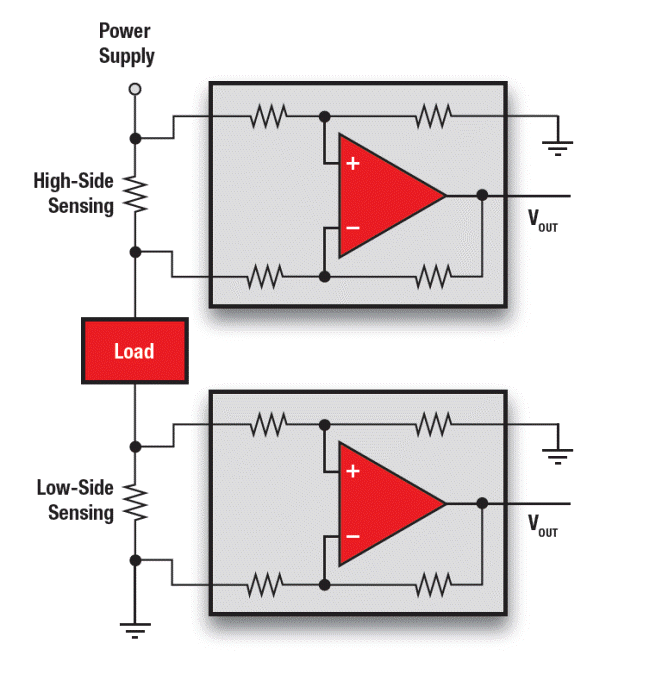 Power
Supply
High-Side
Sensing
+
−
VOUT
Load
Low-Side
Sensing
+
−
VOUT